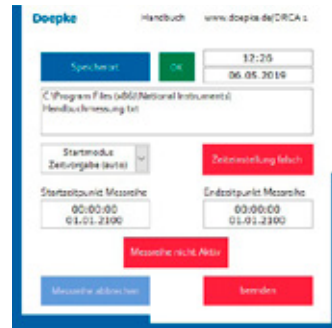 Doepke Handbuch www.doepke.de/DRCA 1
Speicherort OK 12:26
06.05.2019
C:\Program Files (x86)\National Instruments\
Handbuchmessung.txt
Startmodus
Zeitvorgabe (auto)
Zeiteinstellung falsch
Startzeitpunkt Messreihe Endzeitpunkt Messreihe
00:00:00 00:00:00
01.01.2100 01.01.2100
Messreihe nicht Aktiv
Messreihe abbrechen beenden